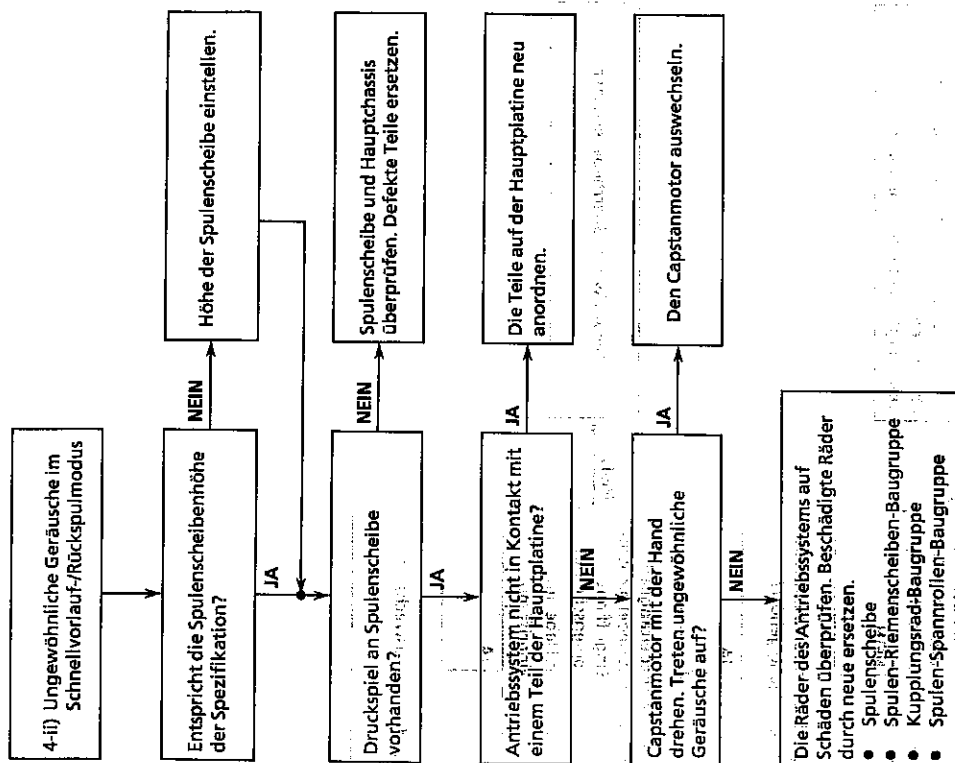 4-ii) Ungewöhnliche Geräusche im
Schnellvorlauf-/Rückspulmodus
Entspricht die Spulenscheibenhöhe
der Spezifikation?
NEIN
Höhe der Spulenscheibe einstellen.
JA
Druckspiel an Spulenscheibe
vorhanden?
NEIN
Spulenscheibe und Hauptchassis
überprüfen. Defekte Teile ersetzen.
JA
Antriebssystem nicht in Kontakt mit
einem Teil der Hauptplatine?
JA
Die Teile auf der Hauptplatine neu
anordnen.
NEIN
Capstanmotor mit der Hand
drehen. Treten ungewöhnliche
Geräusche auf?
JA
Den Capstanmotor auswechseln.
NEIN
Die Räder des Antriebssystems auf
Schäden überprüfen. Beschädigte Räder
durch neue ersetzen.
● Spulenscheibe
● Spulen-Riemenscheiben-Baugruppe
● Kupplungsrad-Baugruppe
● Spulen-Spannrollen-Baugruppe